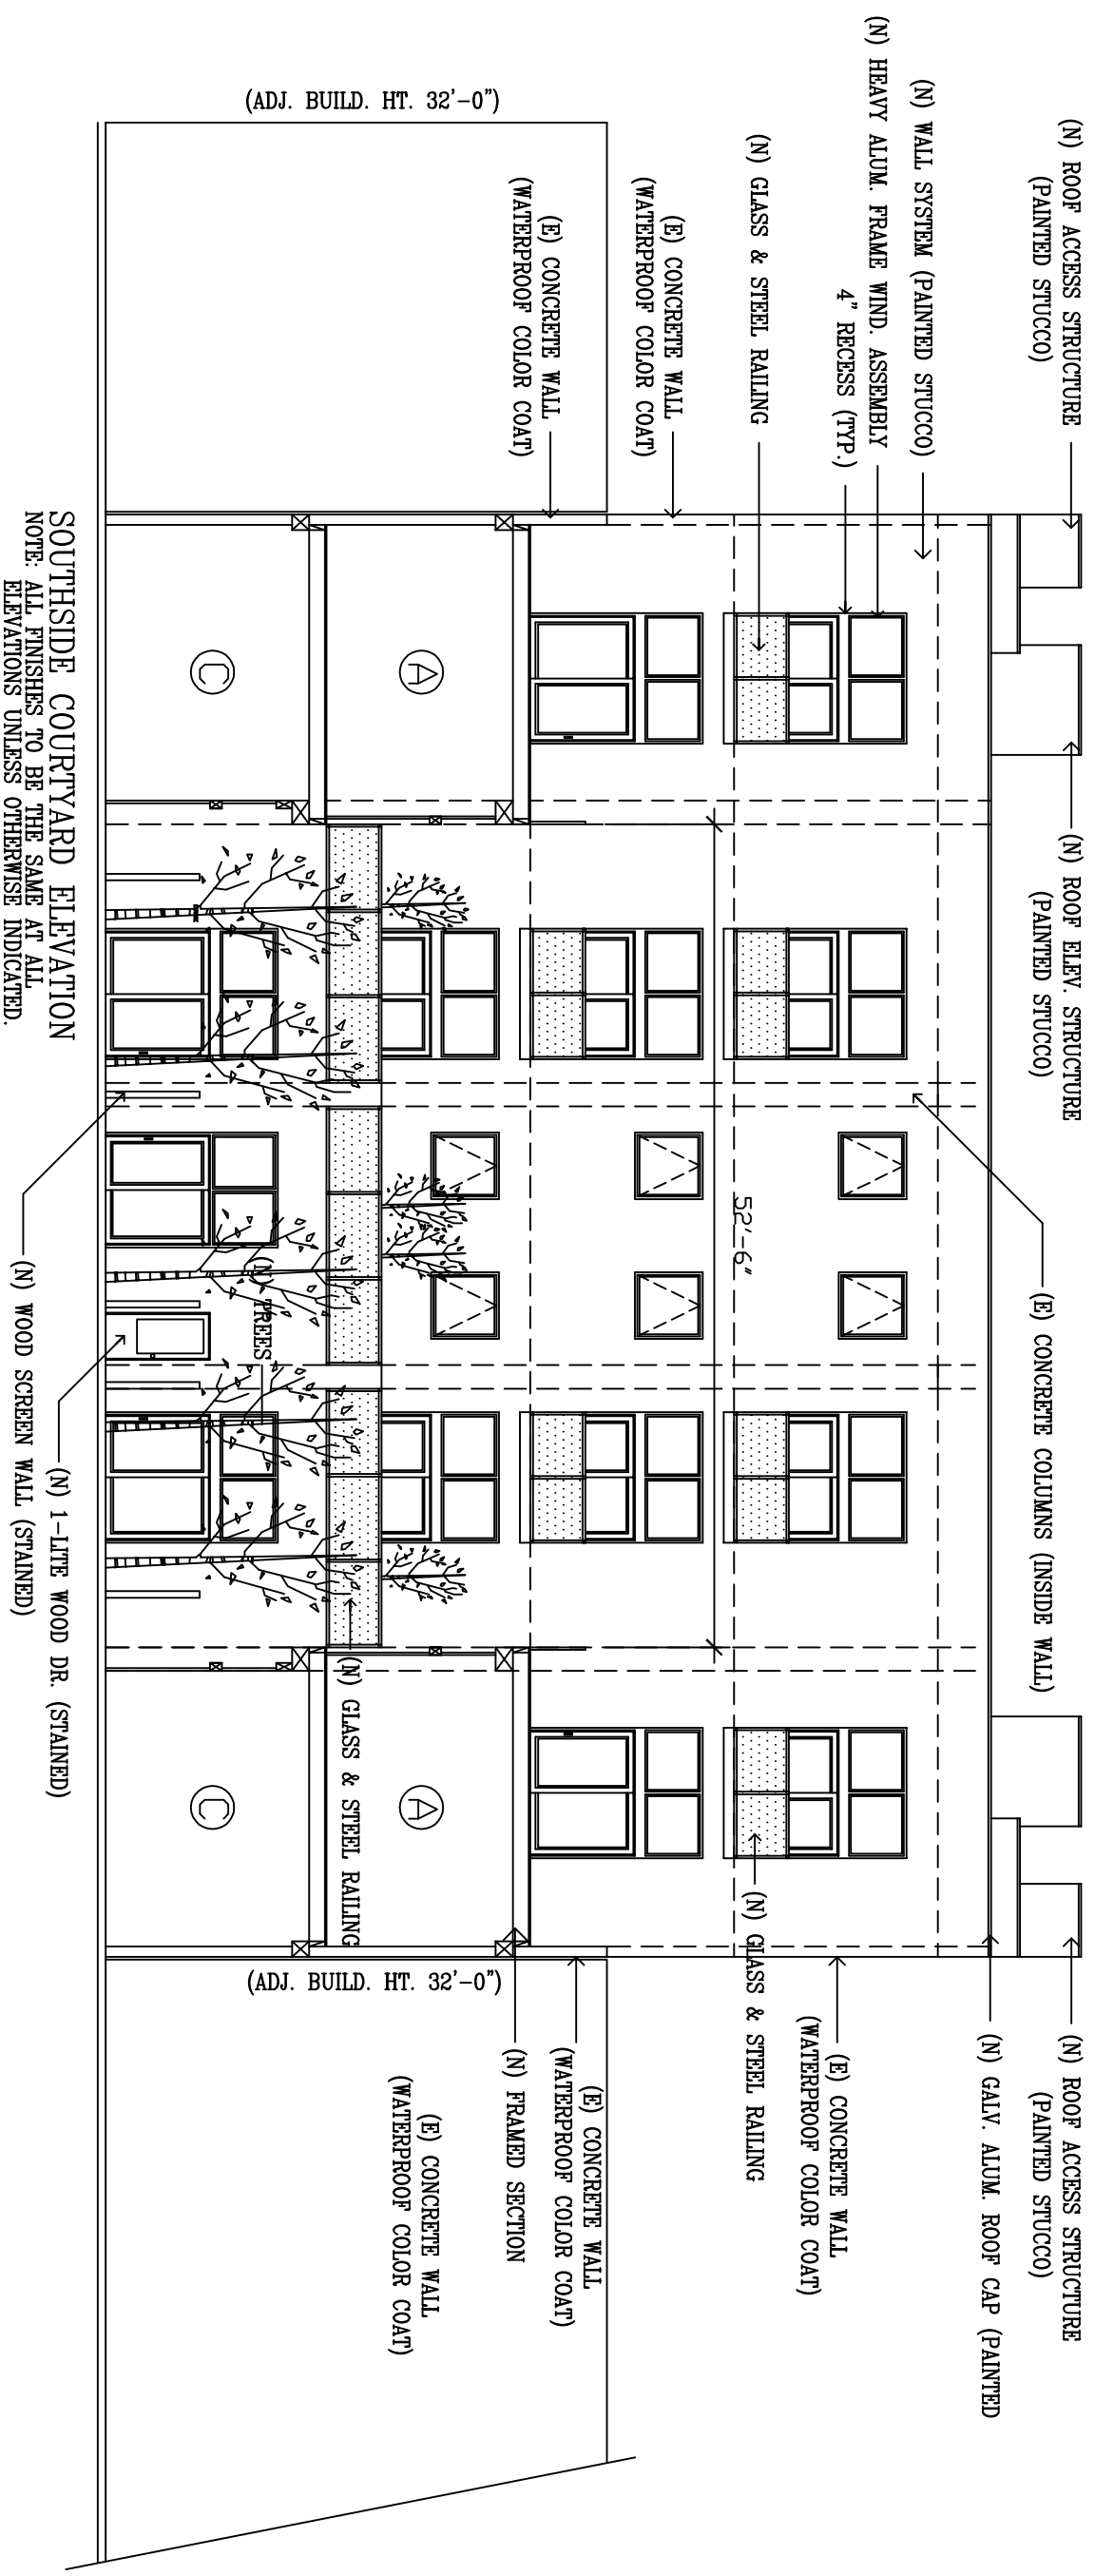 (N) ROOF ACCESS STRUCTURE
(PAINTED STUCCO)
(N) ROOF ELEV. STRUCTURE
(PAINTED STUCCO)
(E) CONCRETE COLUMNS (INSIDE WALL)
(N) ROOF ACCESS STRUCTURE
(PAINTED STUCCO)
(N) GALV. ALUM. ROOF CAP (PAINTED
(N) WALL SYSTEM (PAINTED STUCCO)
(N) HEAVY ALUM. FRAME WIND. ASSEMBLY
4" RECESS (TYP.)
(N) GLASS & STEEL RAILING
(E) CONCRETE WALL
(WATERPROOF COLOR COAT)
(E) CONCRETE WALL
(WATERPROOF COLOR COAT)
(ADJ. BUILD. HT. 32'-0")
52'-6"
(E) CONCRETE WALL
(WATERPROOF COLOR COAT)
(N) GLASS & STEEL RAILING
(E) CONCRETE WALL
(WATERPROOF COLOR COAT)
(N) FRAMED SECTION
(ADJ. BUILD. HT. 32'-0")
(E) CONCRETE WALL
(WATERPROOF COLOR COAT)
A
A
(N) GLASS & STEEL RAILING
(N) TREES
C
C
(N) 1-LITE WOOD DR. (STAINED)
(N) WOOD SCREEN WALL (STAINED)
SOUTHSIDE COURTYARD ELEVATION
NOTE: ALL FINISHES TO BE THE SAME AT ALL
ELEVATIONS UNLESS OTHERWISE INDICATED.